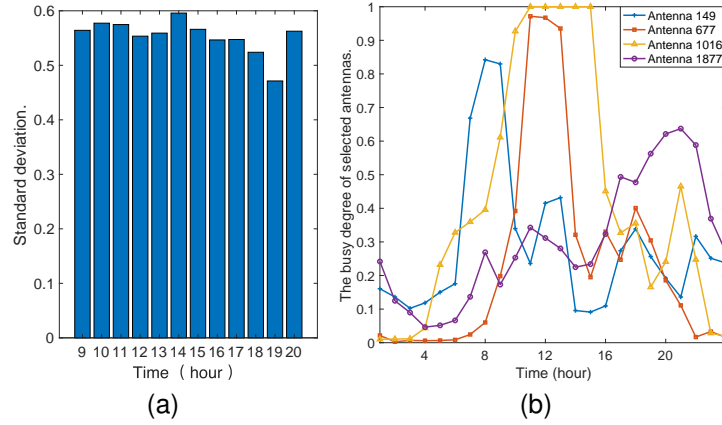 Standard deviation.
0.6
0.5
0.4
0.3
0.2
0.1
0
9 10 11 12 13 14 15 16 17 18 19 20
Time ( hour )
(a)
The busy degree of selected antennas.
1
0.9
0.8
0.7
0.6
0.5
0.4
0.3
0.2
0.1
0
Antenna 149
Antenna 677
Antenna 1016
Antenna 1877
4 8 12 16 20
Time (hour)
(b)